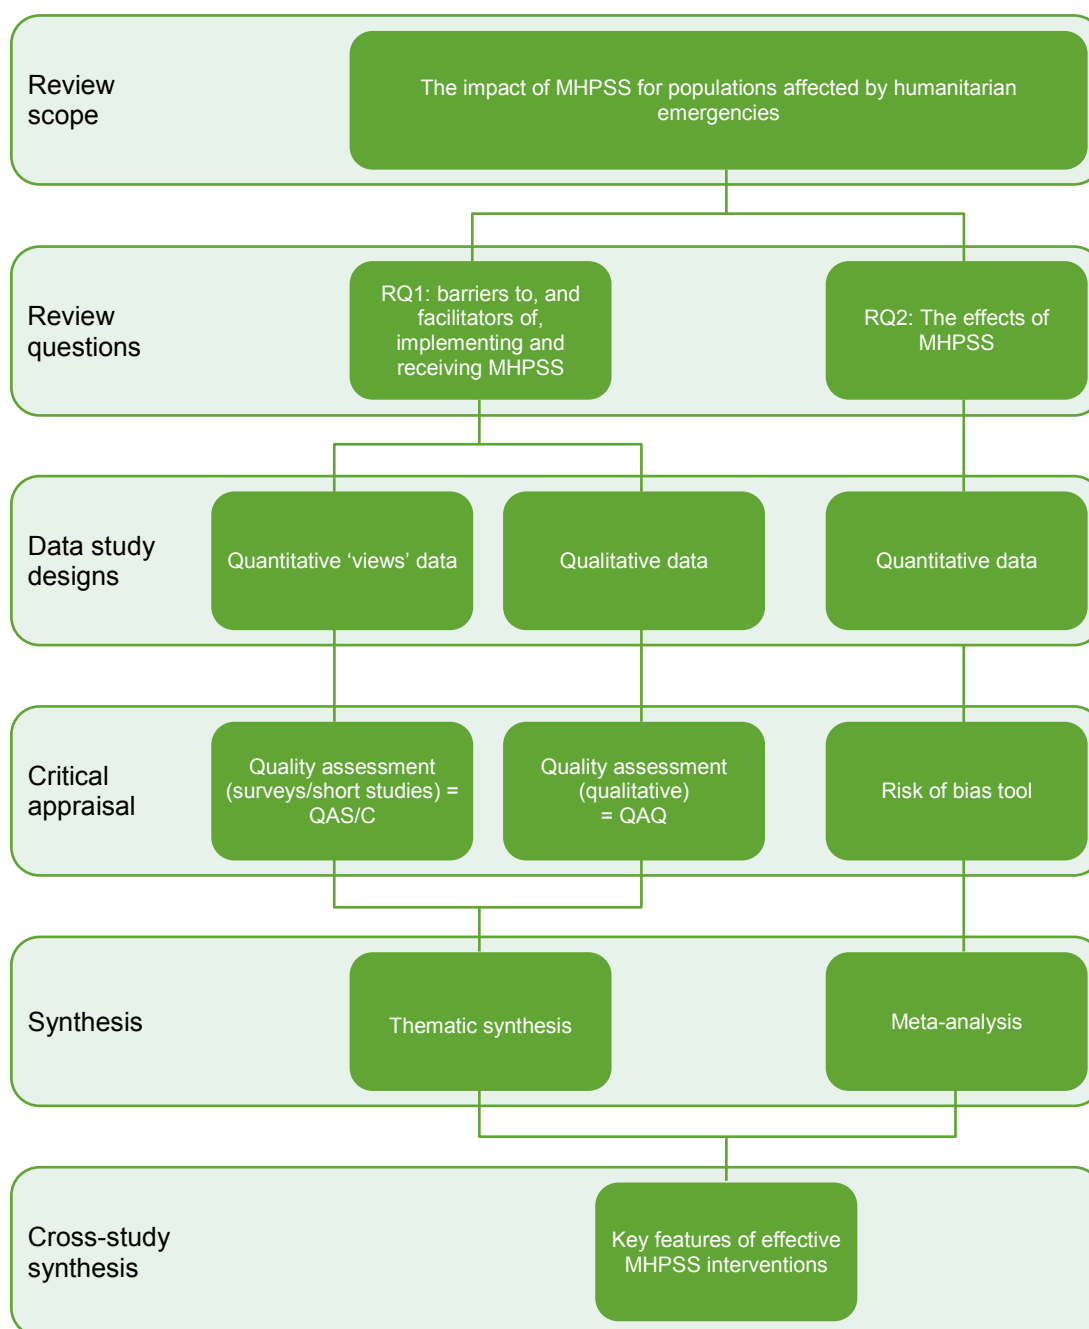 Review
scope
The impact of MHPSS for populations affected by humanitarian
emergencies
Review
questions
RQ1: barriers to, and
facilitators of,
implementing and
receiving MHPSS
RQ2: The effects of
MHPSS
Data study
designs
Quantitative ‘views’ data
Qualitative data
Quantitative data
Critical
appraisal
Quality assessment
(surveys/short studies) =
QAS/C
Quality assessment
(qualitative)
= QAQ
Risk of bias tool
Synthesis
Thematic synthesis
Meta-analysis
Cross-study
synthesis
Key features of effective
MHPSS interventions